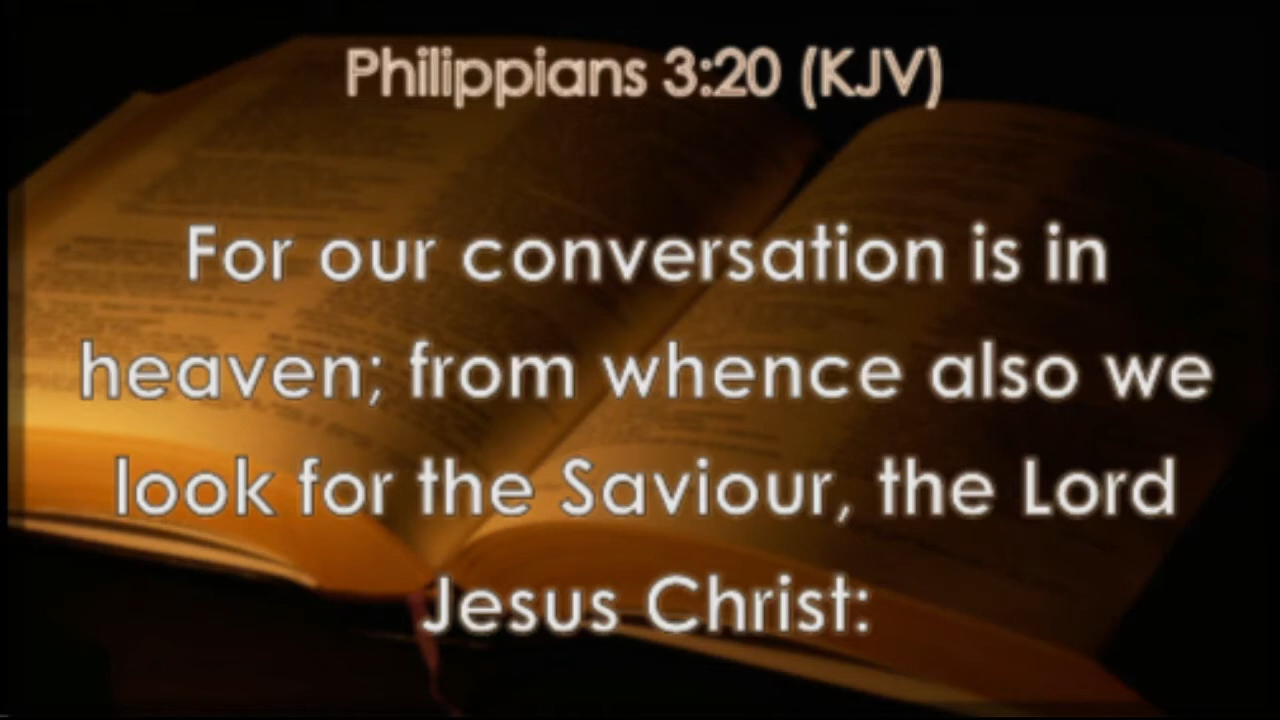 Philippians 3:20 (KJV)
For our conversation is in
heaven; from whence also we
look for the Saviour, the Lord
Jesus Christ: